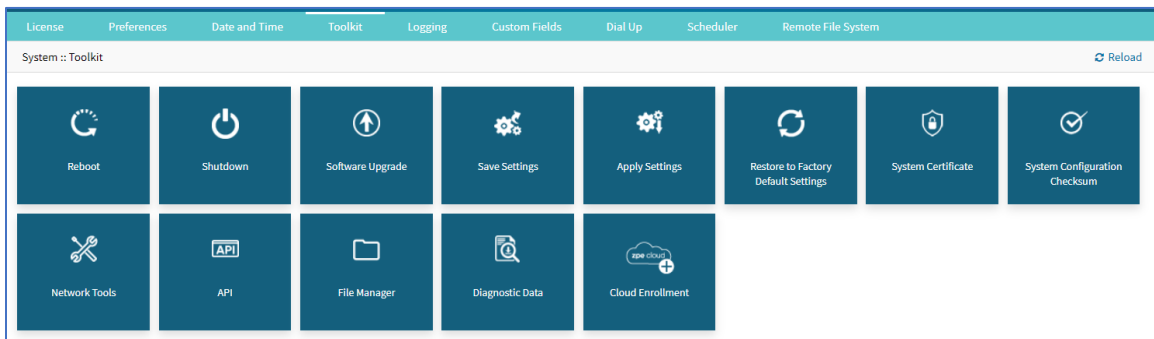 License Preferences Date and Time Toolkit Logging Custom Fields Dial Up Scheduler Remote File System
System :: Toolkit Reload
Reboot
Shutdown
Software Upgrade
Save Settings
Apply Settings
Restore to Factory
Default Settings
System Certificate
System Configuration
Checksum
Network Tools
API
API
File Manager
Diagnostic Data
zpe cloud
Cloud Enrollment